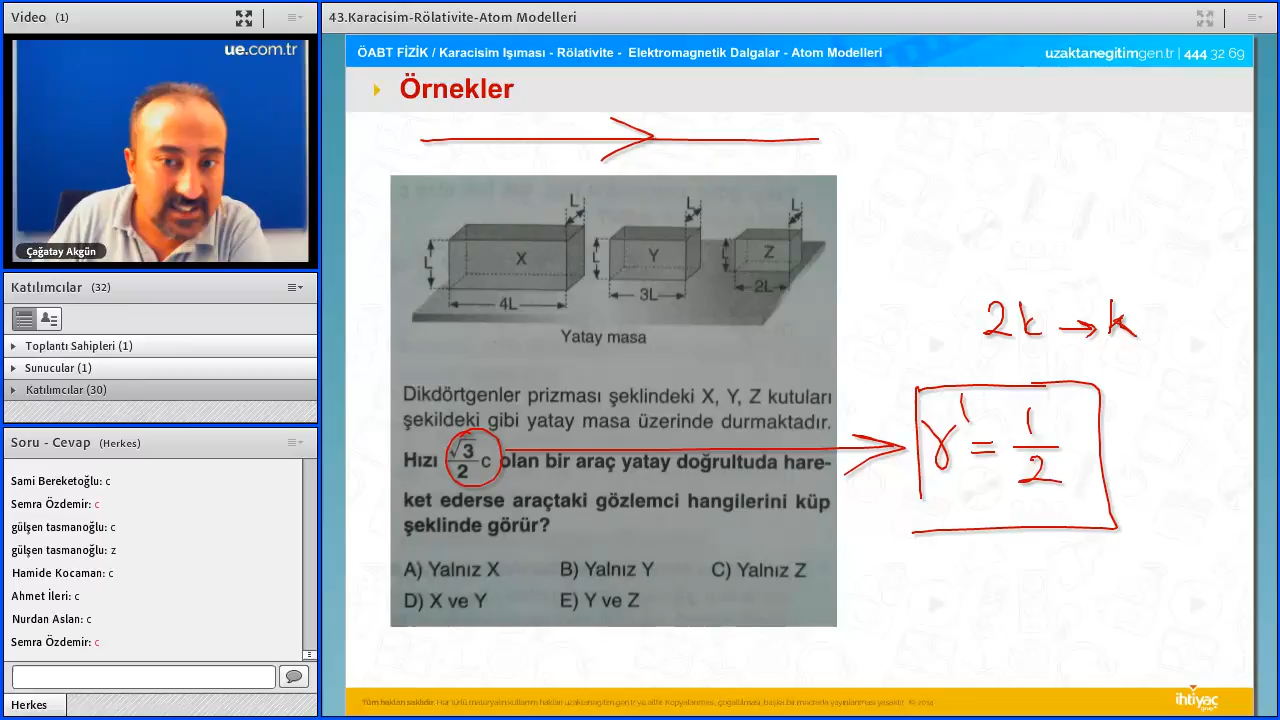 Video (1)
ue.com.tr
Çağatay Akgün
Katılımcılar (32)
Toplantı Sahipleri (1)
Sunucular (1)
Katılımcılar (30)
Soru - Cevap (Herkes)
Sami Bereketoğlu: c
Semra Özdemir: c
gülşen tasmanoğlu: c
gülşen tasmanoğlu: z
Hamide Kocaman: c
Ahmet İleri: c
Nurdan Aslan: c
Semra Özdemir: c
Herkes
43.Karacisim-Rölativite-Atom Modelleri
ÖABT FİZİK / Karacisim Işıması - Rölativite - Elektromagnetik Dalgalar - Atom Modelleri
uzaktanegitimgen.tr | 444 32 69
Örnekler
L L L
L X L Y L Z
4L 3L 2L
Yatay masa
Dikdörtgenler prizması şeklindeki X, Y, Z kutuları
şekildeki gibi yatay masa üzerinde durmaktadır.
Hızı √3/2 c olan bir araç yatay doğrultuda hare-
ket ederse araçtaki gözlemci hangilerini küp
şeklinde görür?
A) Yalnız X B) Yalnız Y C) Yalnız Z
D) X ve Y E) Y ve Z
2k → k
γ' = 1/2
Tüm hakları saklıdır.
ihtiyaç